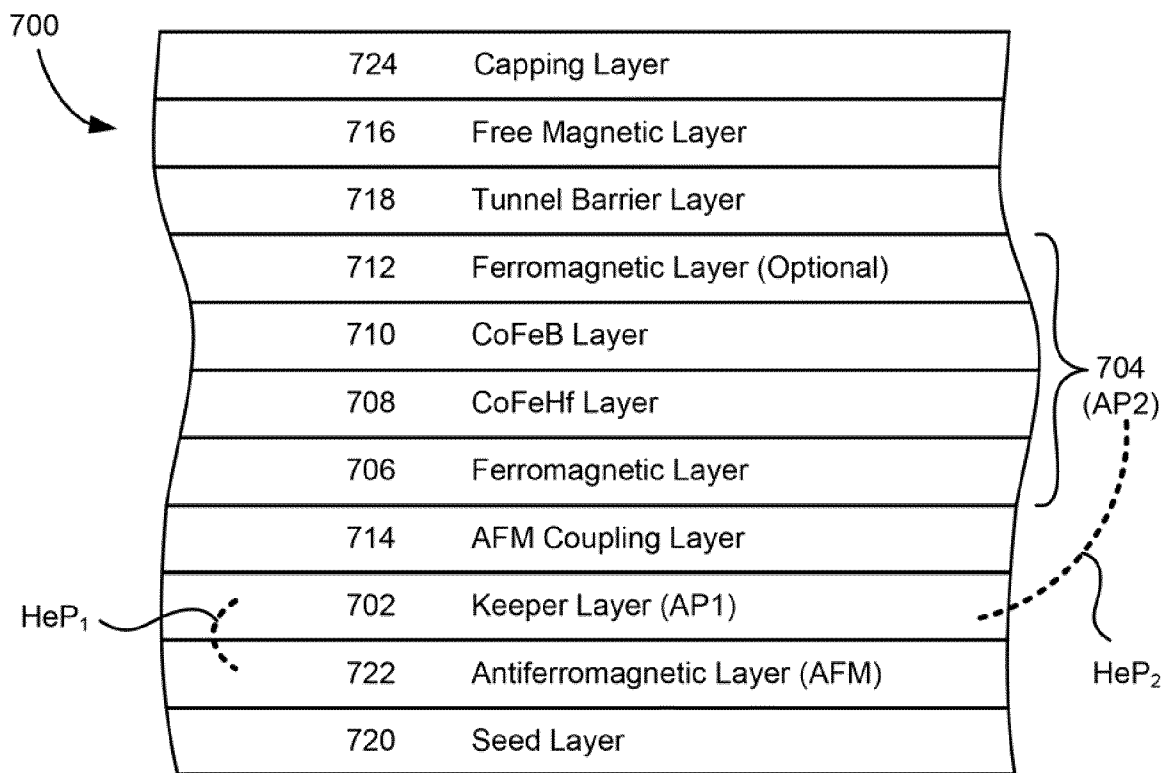 700
724 Capping Layer
716 Free Magnetic Layer
718 Tunnel Barrier Layer
712 Ferromagnetic Layer (Optional)
710 CoFeB Layer
704
(AP2)
708 CoFeHf Layer
706 Ferromagnetic Layer
714 AFM Coupling Layer
HeP₁
702 Keeper Layer (AP1)
722 Antiferromagnetic Layer (AFM)
HeP₂
720 Seed Layer